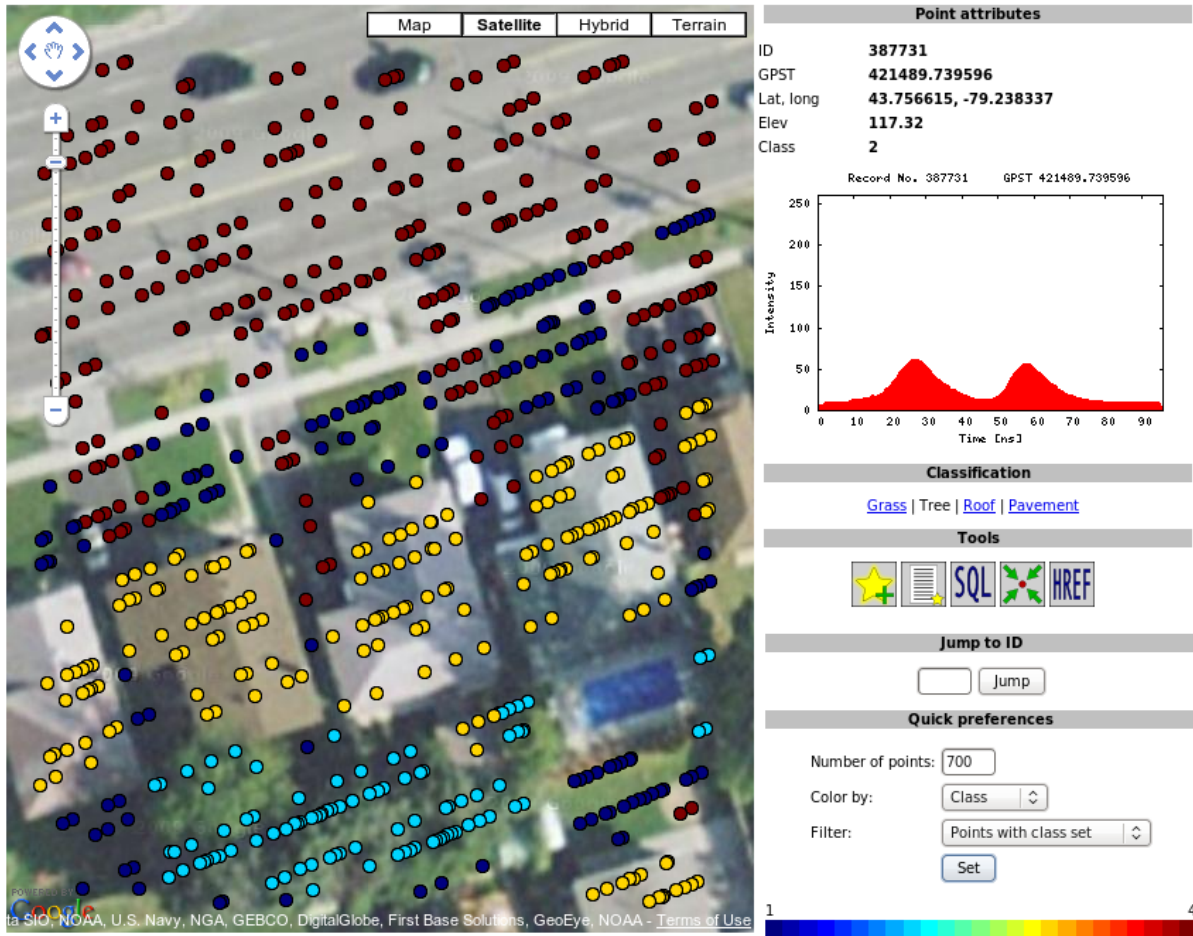 Map Satellite Hybrid Terrain
Point attributes
ID 387731
GPST 421489.739596
Lat, long 43.756615, -79.238337
Elev 117.32
Class 2
Record No. 387731 GPST 421489.739596
Intensity
250
200
150
100
50
0
0 10 20 30 40 50 60 70 80 90
Time [ns]
Classification
Grass | Tree | Roof | Pavement
Tools
SQL HREF
Jump to ID
Jump
Quick preferences
Number of points: 700
Color by: Class
Filter: Points with class set
Set
1 4
POWERED BY
Google
ta SIO, NOAA, U.S. Navy, NGA, GEBCO, DigitalGlobe, First Base Solutions, GeoEye, NOAA - Terms of Use